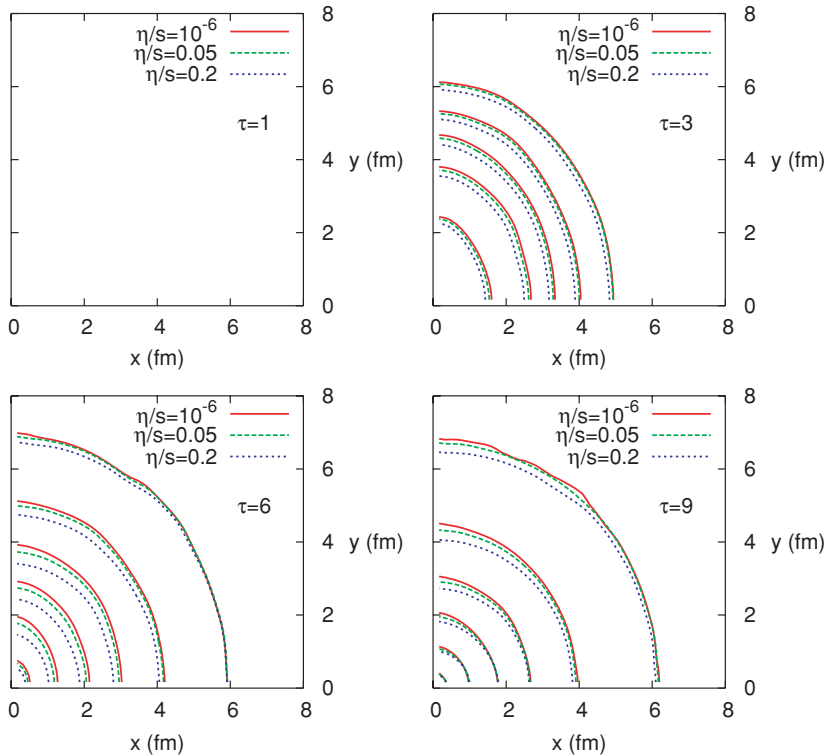 η/s=10⁻⁶
η/s=0.05
η/s=0.2
τ=1
8
6
4
2
0
y (fm)
0 2 4 6 8
x (fm)
η/s=10⁻⁶
η/s=0.05
η/s=0.2
τ=3
8
6
4
2
0
y (fm)
0 2 4 6 8
x (fm)
η/s=10⁻⁶
η/s=0.05
η/s=0.2
τ=6
8
6
4
2
0
y (fm)
0 2 4 6 8
x (fm)
η/s=10⁻⁶
η/s=0.05
η/s=0.2
τ=9
8
6
4
2
0
y (fm)
0 2 4 6 8
x (fm)